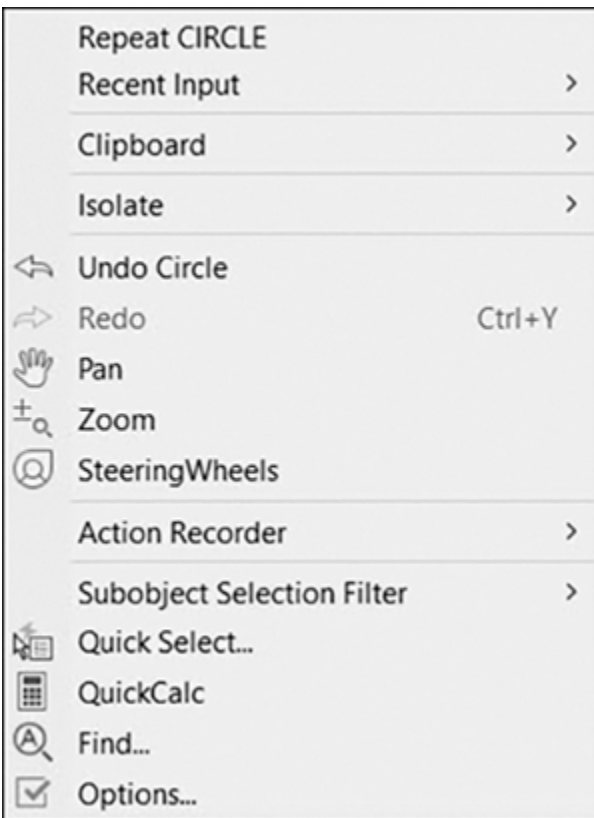 Repeat CIRCLE
Recent Input >
Clipboard >
Isolate >
Undo Circle
Redo Ctrl+Y
Pan
Zoom
SteeringWheels
Action Recorder >
Subobject Selection Filter >
Quick Select...
QuickCalc
Find...
Options...